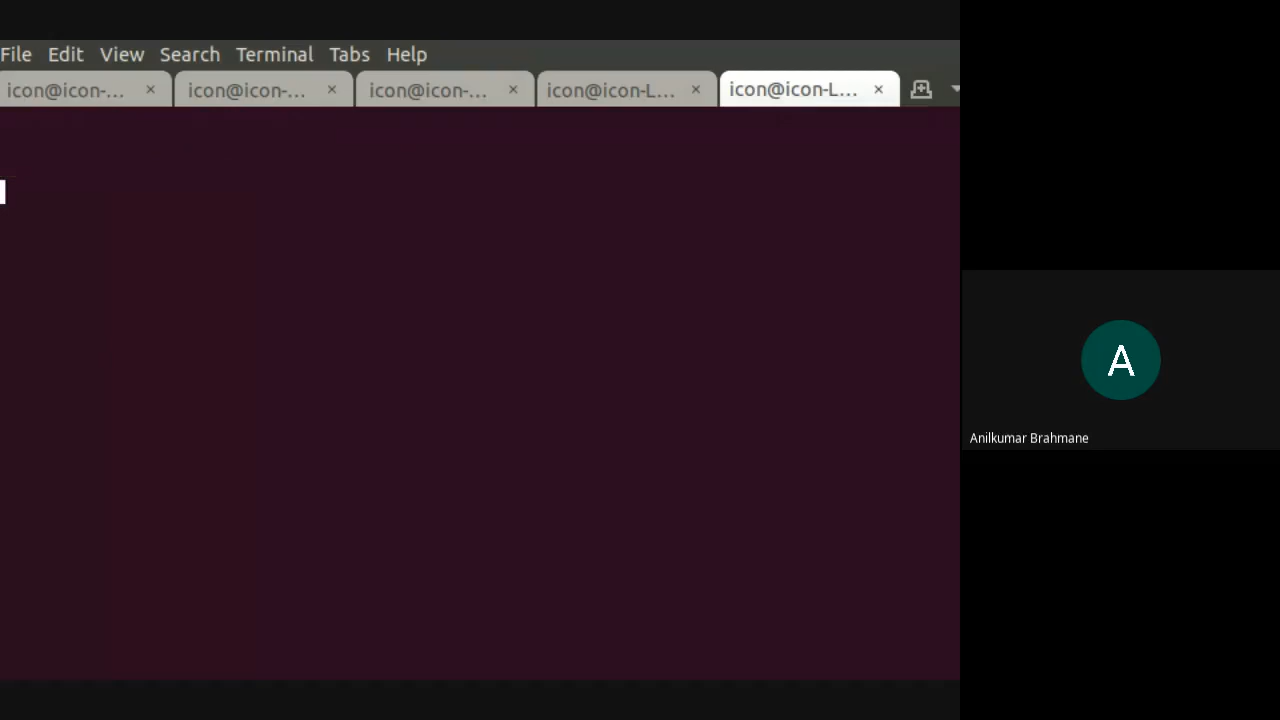 File Edit View Search Terminal Tabs Help
icon@icon-... × icon@icon-... × icon@icon-... × icon@icon-L... × icon@icon-L... ×
A
Anilkumar Brahmane